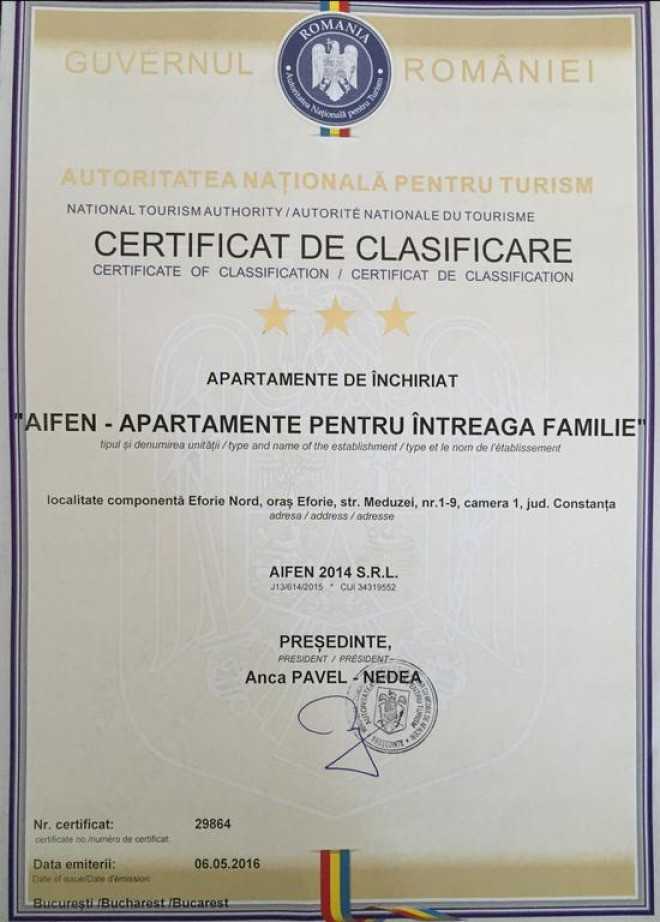 ROMANIA
GUVERNUL ROMÂNIEI
Autoritatea Națională pentru Turism
AUTORITATEA NAȚIONALĂ PENTRU TURISM
NATIONAL TOURISM AUTHORITY / AUTORITÉ NATIONALE DU TOURISME
CERTIFICAT DE CLASIFICARE
CERTIFICATE OF CLASSIFICATION / CERTIFICAT DE CLASSIFICATION
APARTAMENTE DE ÎNCHIRIAT
"AIFEN - APARTAMENTE PENTRU ÎNTREAGA FAMILIE"
tipul și denumirea unității / type and name of the establishment / type et le nom de l'établissement
localitate componentă Eforie Nord, oraș Eforie, str. Meduzei, nr.1-9, camera 1, jud. Constanța
adresa / address / adresse
AIFEN 2014 S.R.L.
J13/614/2015 * CUI 34319552
PREȘEDINTE,
PRESIDENT / PRÉSIDENT
Anca PAVEL - NEDEA
PENTRU TURISM
PREȘEDINTE
Nr. certificat: 29864
certificate no /numéro de certificat:
Data emiterii: 06.05.2016
Date of issue/Date d'émission:
București /Bucharest /Bucarest